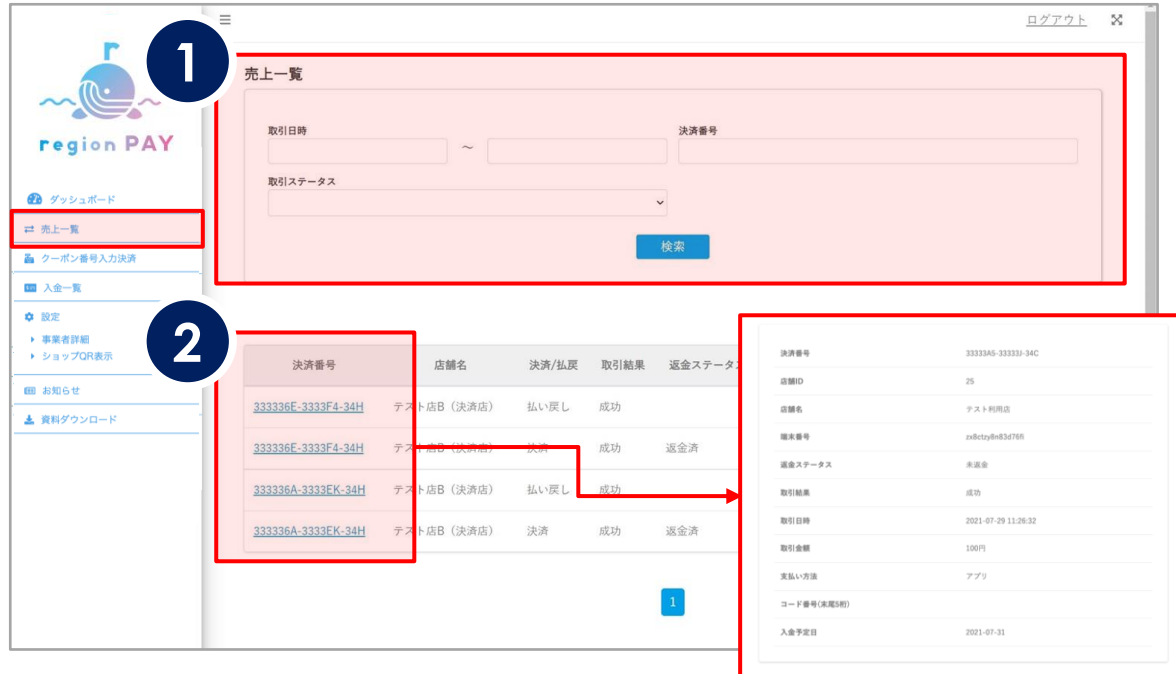 ログアウト
r
region PAY
ダッシュボード
売上一覧
クーポン番号入力決済
入金一覧
設定
事業者詳細
ショップQR表示
お知らせ
資料ダウンロード
1
売上一覧
取引日時
決済番号
～
取引ステータス
検索
2
決済番号 店舗名 決済/払戻 取引結果 返金ステータ
333336E-3333F4-34H テスト店B（決済店） 払い戻し 成功
333336E-3333F4-34H テスト店B（決済店） 決済 成功 返金済
333336A-3333EK-34H テスト店B（決済店） 払い戻し 成功
333336A-3333EK-34H テスト店B（決済店） 決済 成功 返金済
1
決済番号 33333A5-33333J-34C
店舗ID 25
店舗名 テスト利用店
端末番号
返金ステータス 未返金
取引結果 成功
取引日時 2021-07-29 11:26:32
取引金額 100円
支払い方法 アプリ
コード番号(末尾5桁)
入金予定日 2021-07-31